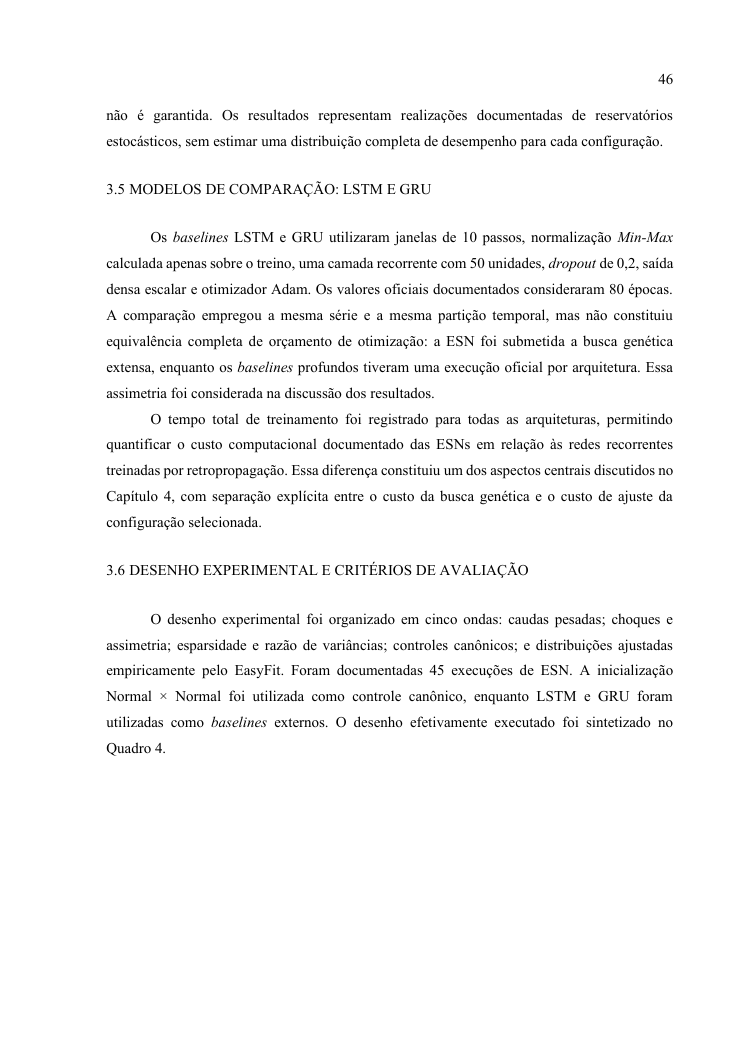 46
não é garantida. Os resultados representam realizações documentadas de reservatórios
estocásticos, sem estimar uma distribuição completa de desempenho para cada configuração.
3.5 MODELOS DE COMPARAÇÃO: LSTM E GRU
Os baselines LSTM e GRU utilizaram janelas de 10 passos, normalização Min-Max
calculada apenas sobre o treino, uma camada recorrente com 50 unidades, dropout de 0,2, saída
densa escalar e otimizador Adam. Os valores oficiais documentados consideraram 80 épocas.
A comparação empregou a mesma série e a mesma partição temporal, mas não constituiu
equivalência completa de orçamento de otimização: a ESN foi submetida a busca genética
extensa, enquanto os baselines profundos tiveram uma execução oficial por arquitetura. Essa
assimetria foi considerada na discussão dos resultados.
O tempo total de treinamento foi registrado para todas as arquiteturas, permitindo
quantificar o custo computacional documentado das ESNs em relação às redes recorrentes
treinadas por retropropagação. Essa diferença constituiu um dos aspectos centrais discutidos no
Capítulo 4, com separação explícita entre o custo da busca genética e o custo de ajuste da
configuração selecionada.
3.6 DESENHO EXPERIMENTAL E CRITÉRIOS DE AVALIAÇÃO
O desenho experimental foi organizado em cinco ondas: caudas pesadas; choques e
assimetria; esparsidade e razão de variâncias; controles canônicos; e distribuições ajustadas
empiricamente pelo EasyFit. Foram documentadas 45 execuções de ESN. A inicialização
Normal × Normal foi utilizada como controle canônico, enquanto LSTM e GRU foram
utilizadas como baselines externos. O desenho efetivamente executado foi sintetizado no
Quadro 4.